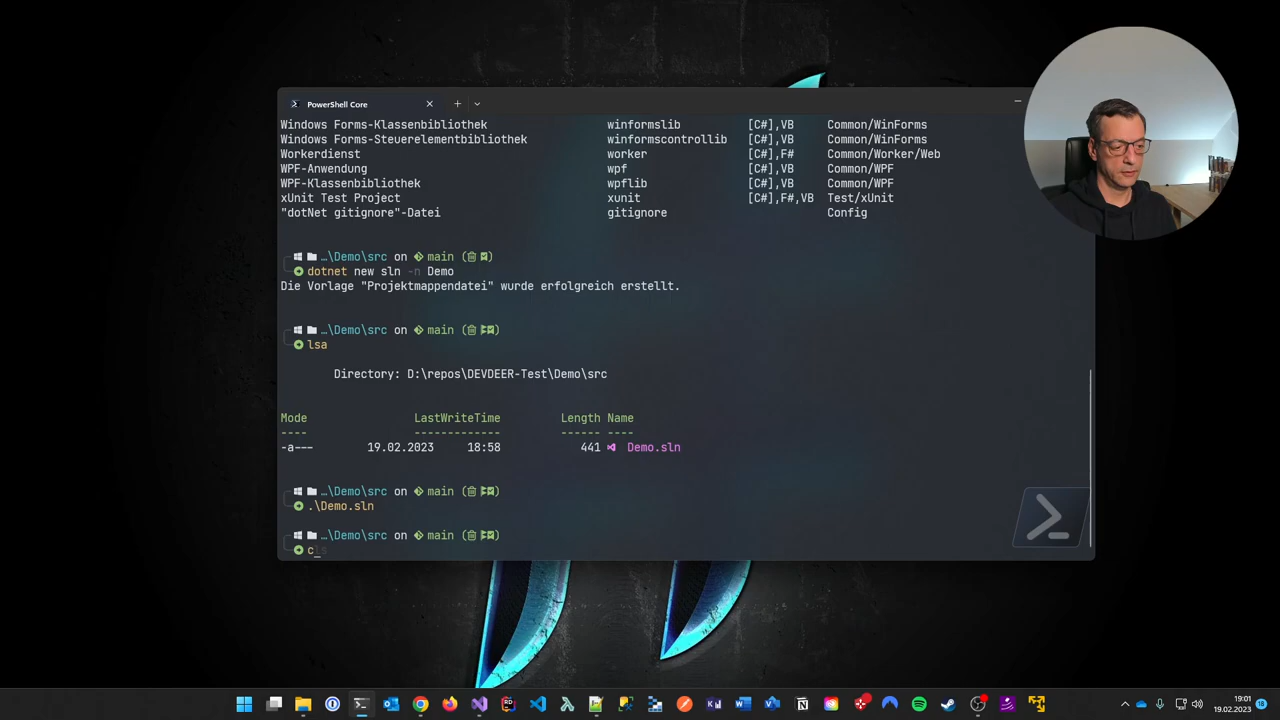 PowerShell Core
Windows Forms-Klassenbibliothek winformslib [C#],VB Common/WinForms
Windows Forms-Steuerelementbibliothek winformscontrollib [C#],VB Common/WinForms
Workerdienst worker [C#],F# Common/Worker/Web
WPF-Anwendung wpf [C#],VB Common/WPF
WPF-Klassenbibliothek wpflib [C#],VB Common/WPF
xUnit Test Project xunit [C#],F#,VB Test/xUnit
"dotNet gitignore"-Datei gitignore Config
…\Demo\src on main
dotnet new sln -n Demo
Die Vorlage "Projektmappendatei" wurde erfolgreich erstellt.
…\Demo\src on main
lsa
Directory: D:\repos\DEVDEER-Test\Demo\src
Mode LastWriteTime Length Name
---- ------------- ------ ----
-a--- 19.02.2023 18:58 441 Demo.sln
…\Demo\src on main
.\Demo.sln
…\Demo\src on main
cls
19:01
19.02.2023